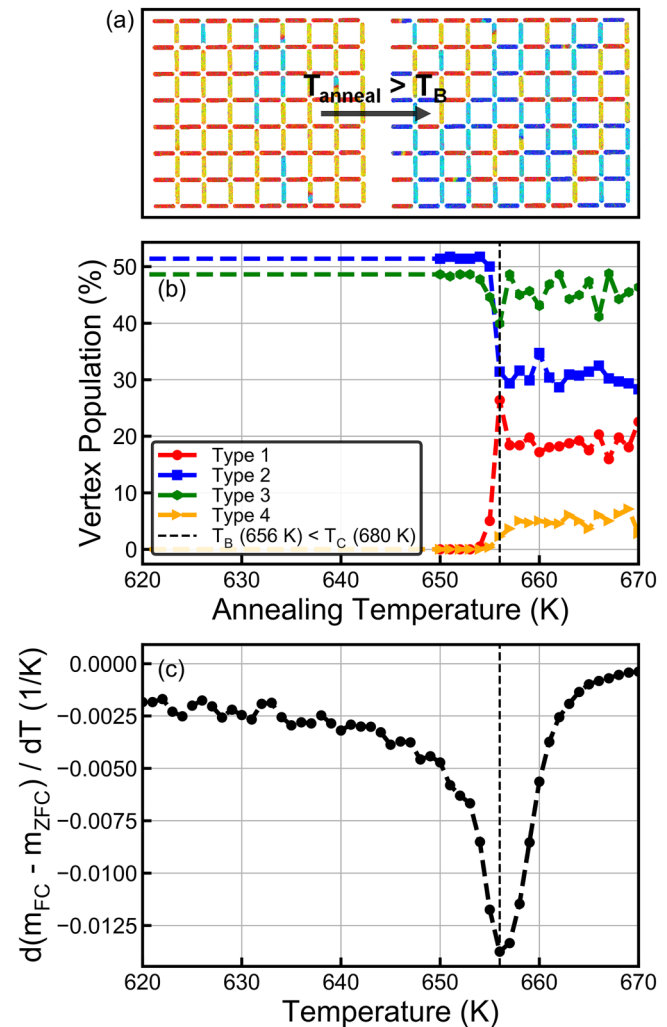 (a)
T_anneal > T_B
50
40
30
20
10
0
Vertex Population (%)
(b)
Type 1
Type 2
Type 3
Type 4
T_B (656 K) < T_C (680 K)
620 630 640 650 660 670
Annealing Temperature (K)
(c)
0.0000
−0.0025
−0.0050
−0.0075
−0.0100
−0.0125
d(m_FC - m_ZFC) / dT (1/K)
620 630 640 650 660 670
Temperature (K)